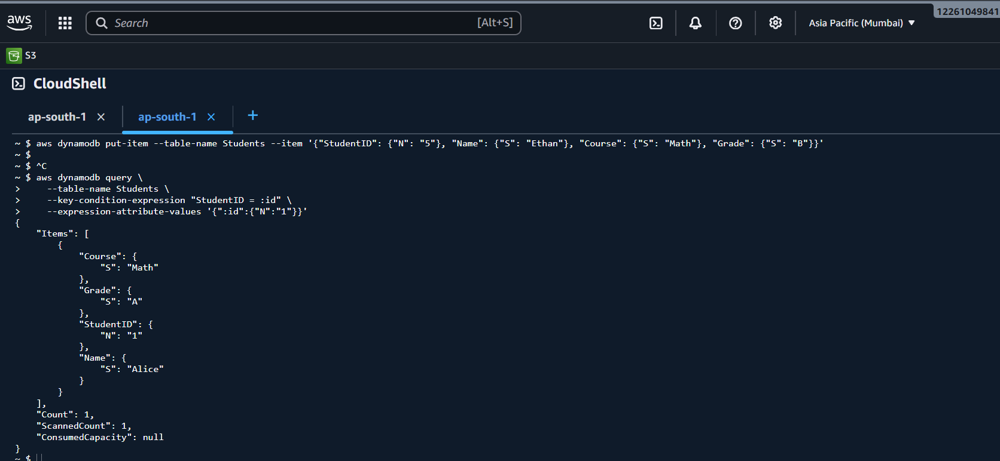 aws
Search [Alt+S]
Asia Pacific (Mumbai) ▼
12261049841
S3
CloudShell
ap-south-1 × ap-south-1 × +
~ $ aws dynamodb put-item --table-name Students --item '{"StudentID": {"N": "5"}, "Name": {"S": "Ethan"}, "Course": {"S": "Math"}, "Grade": {"S": "B"}}'
~ $
~ $ ^C
~ $ aws dynamodb query \
>     --table-name Students \
>     --key-condition-expression "StudentID = :id" \
>     --expression-attribute-values '{":id":{"N":"1"}}'
{
    "Items": [
        {
            "Course": {
                "S": "Math"
            },
            "Grade": {
                "S": "A"
            },
            "StudentID": {
                "N": "1"
            },
            "Name": {
                "S": "Alice"
            }
        }
    ],
    "Count": 1,
    "ScannedCount": 1,
    "ConsumedCapacity": null
}
~ $